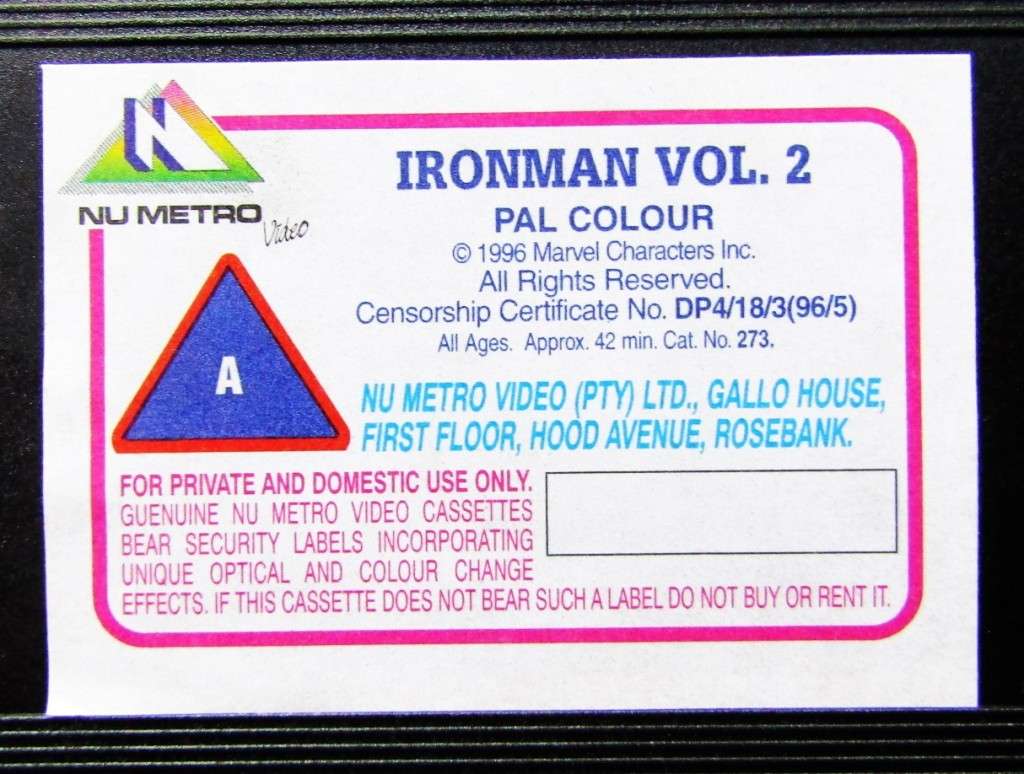 N
NU METRO
Video
IRONMAN VOL. 2
PAL COLOUR
© 1996 Marvel Characters Inc.
All Rights Reserved.
Censorship Certificate No. DP4/18/3(96/5)
All Ages. Approx. 42 min. Cat. No. 273.
A
NU METRO VIDEO (PTY) LTD., GALLO HOUSE,
FIRST FLOOR, HOOD AVENUE, ROSEBANK.
FOR PRIVATE AND DOMESTIC USE ONLY.
GUENUINE NU METRO VIDEO CASSETTES
BEAR SECURITY LABELS INCORPORATING
UNIQUE OPTICAL AND COLOUR CHANGE
EFFECTS. IF THIS CASSETTE DOES NOT BEAR SUCH A LABEL DO NOT BUY OR RENT IT.